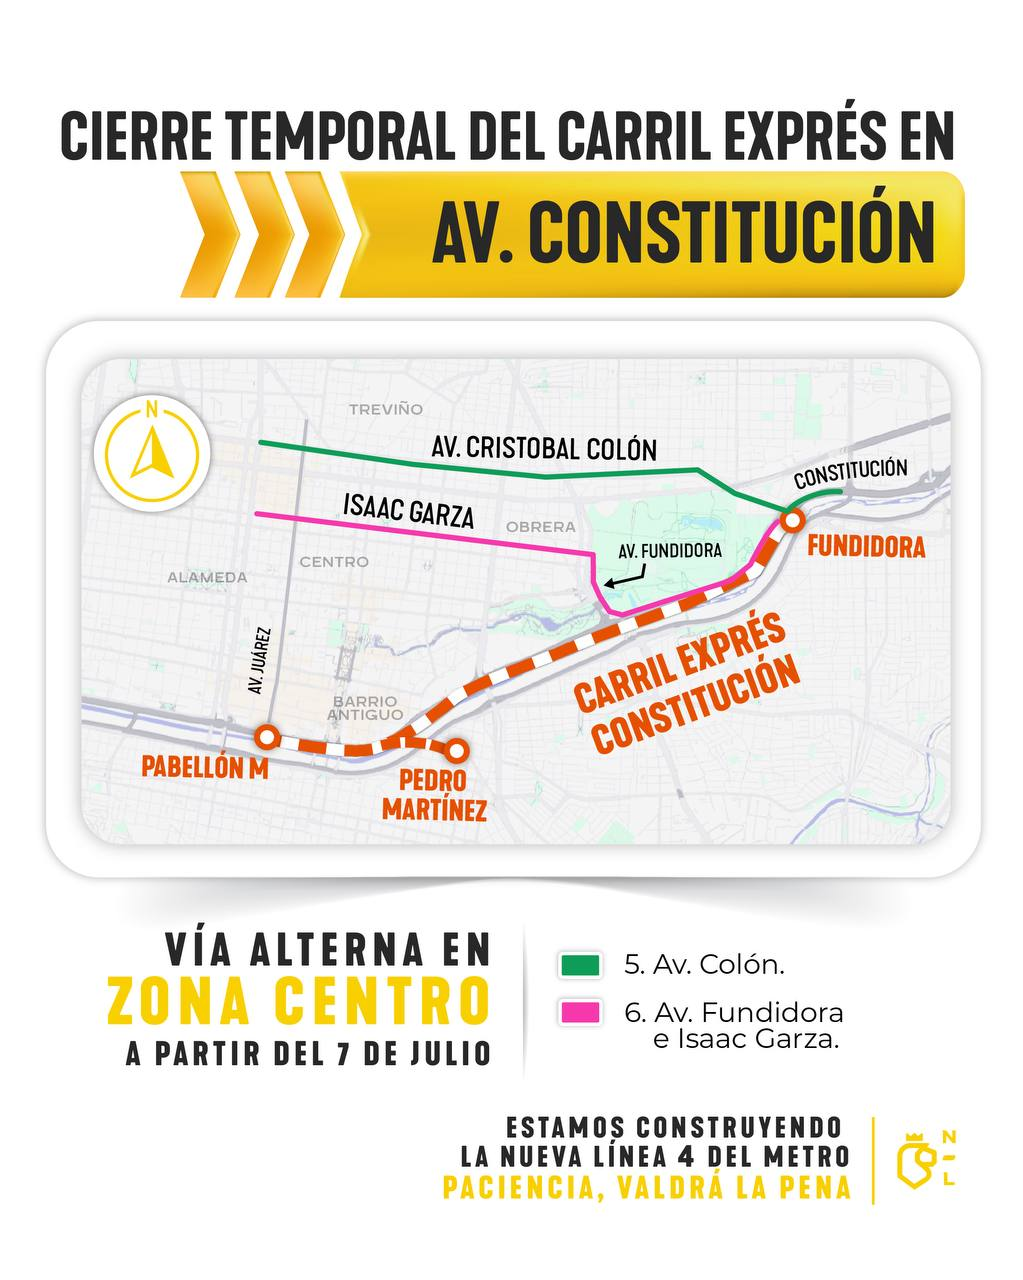 CIERRE TEMPORAL DEL CARRIL EXPRÉS EN
AV. CONSTITUCIÓN
N
TREVIÑO
AV. CRISTOBAL COLÓN
CONSTITUCIÓN
ISAAC GARZA
OBRERA
AV. FUNDIDORA
FUNDIDORA
CENTRO
ALAMEDA
AV. JUÁREZ
CARRIL EXPRÉS
CONSTITUCIÓN
BARRIO
ANTIGUO
PABELLÓN M
PEDRO
MARTÍNEZ
VÍA ALTERNA EN
ZONA CENTRO
A PARTIR DEL 7 DE JULIO
5. Av. Colón.
6. Av. Fundidora
e Isaac Garza.
ESTAMOS CONSTRUYENDO
LA NUEVA LÍNEA 4 DEL METRO
PACIENCIA, VALDRÁ LA PENA
N
L